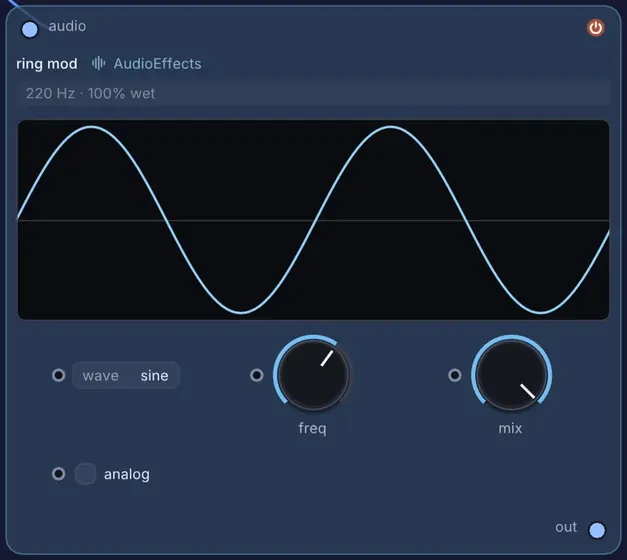 audio
ring mod AudioEffects
220 Hz · 100% wet
wave sine
freq
mix
analog
out